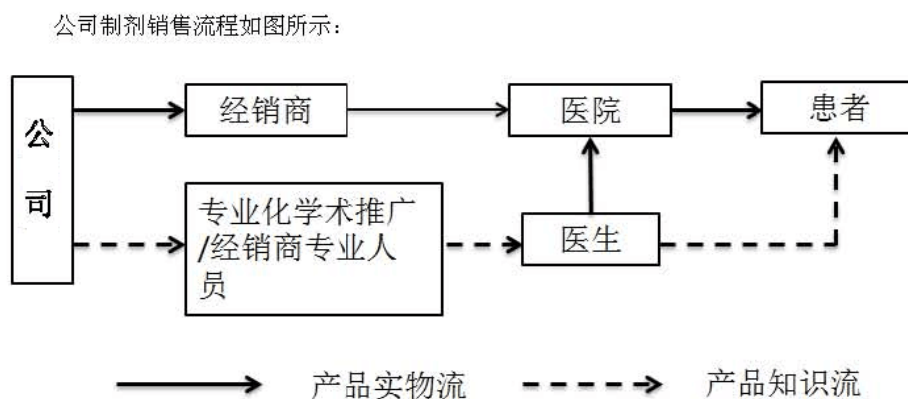 公司制剂销售流程如图所示：
公司
经销商
医院
患者
专业化学术推广
/经销商专业人
员
医生
产品实物流
产品知识流